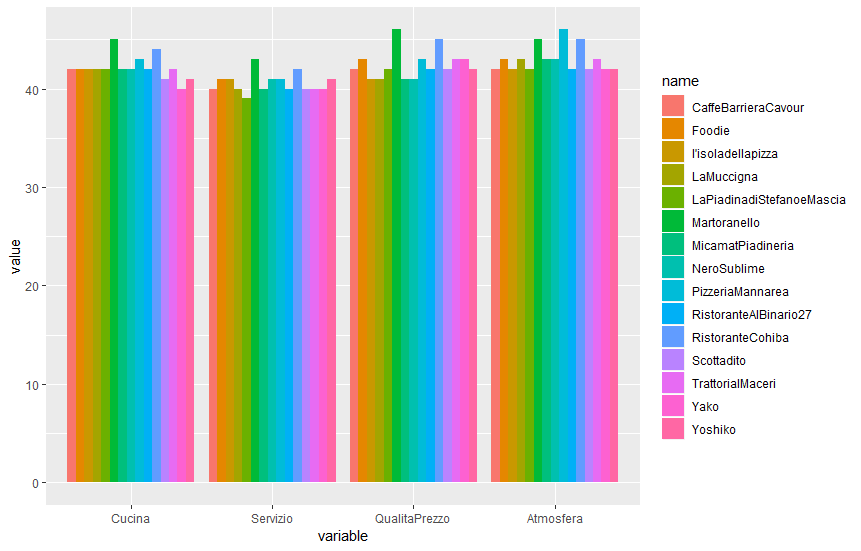 value
40
30
20
10
0
Cucina
Servizio
QualitaPrezzo
Atmosfera
variable
name
CaffeBarrieraCavour
Foodie
l'isoladellapizza
LaMuccigna
LaPiadinadiStefanoeMascia
Martoranello
MicamatPiadineria
NeroSublime
PizzeriaMannarea
RistoranteAlBinario27
RistoranteCohiba
Scottadito
TrattorialMaceri
Yako
Yoshiko